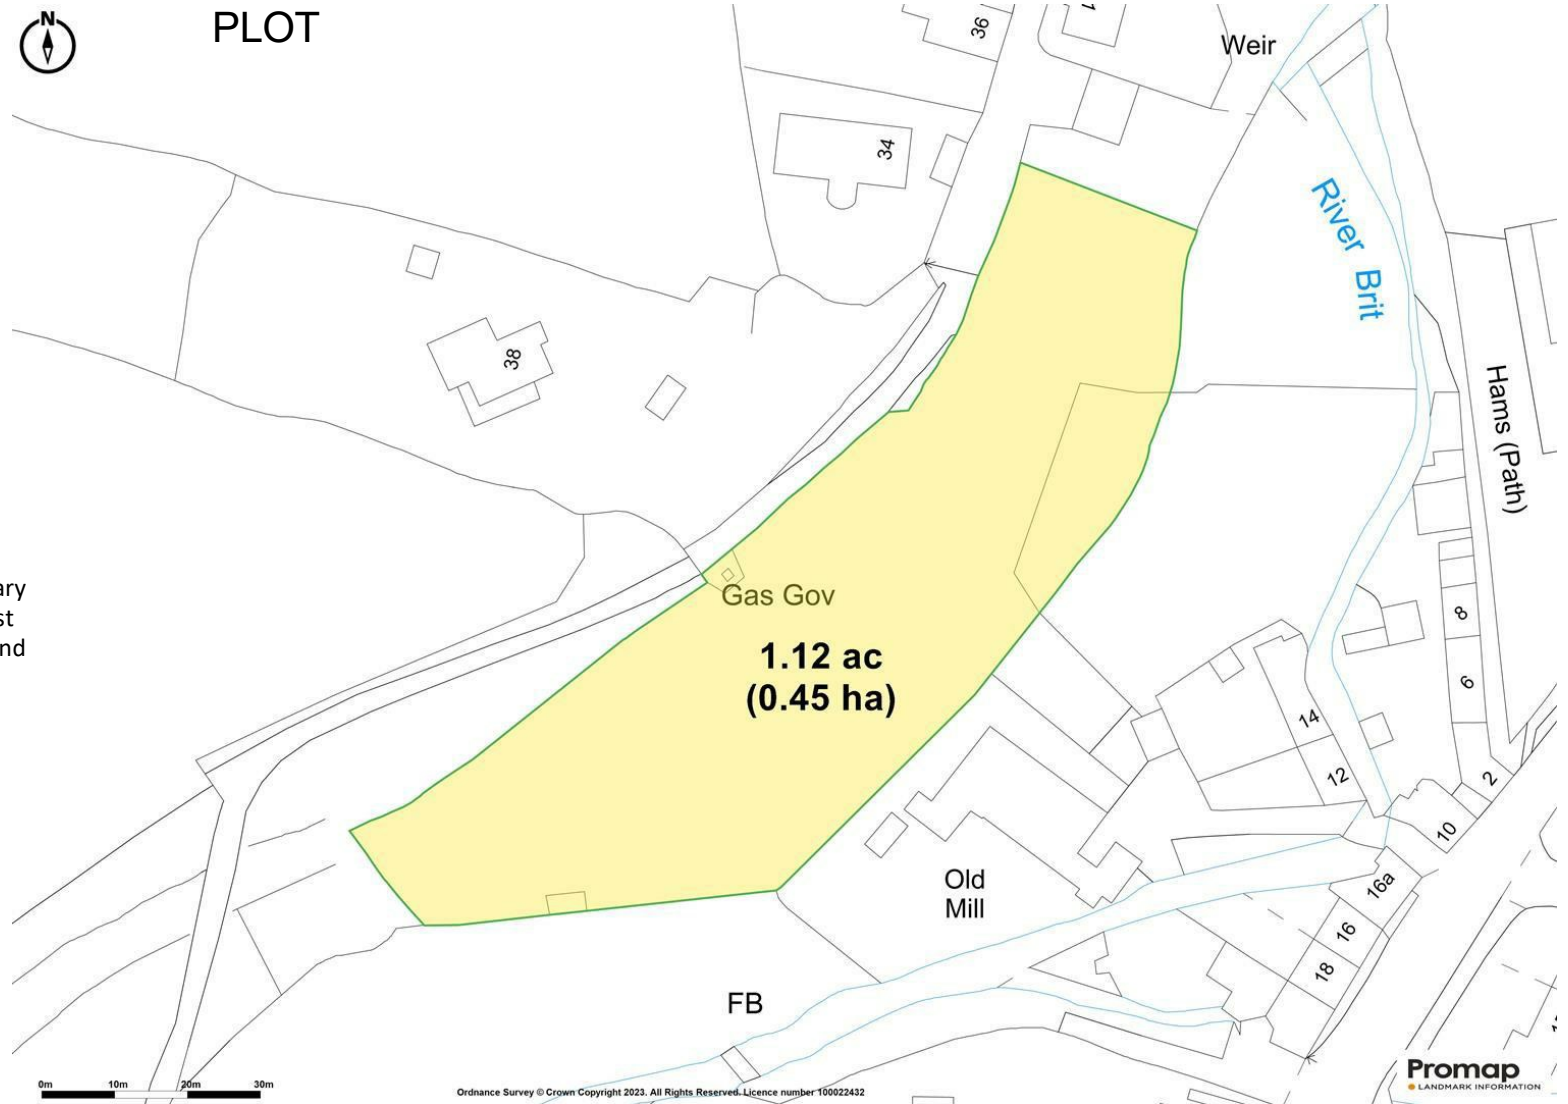 N
PLOT
36
Weir
34
River Brit
38
Hams (Path)
ary
st
nd
Gas Gov
1.12 ac
(0.45 ha)
8
6
14
12
2
10
Old
Mill
16a
16
18
FB
0m 10m 20m 30m
Ordnance Survey © Crown Copyright 2023. All Rights Reserved. Licence number 100022432
Promap
LANDMARK INFORMATION